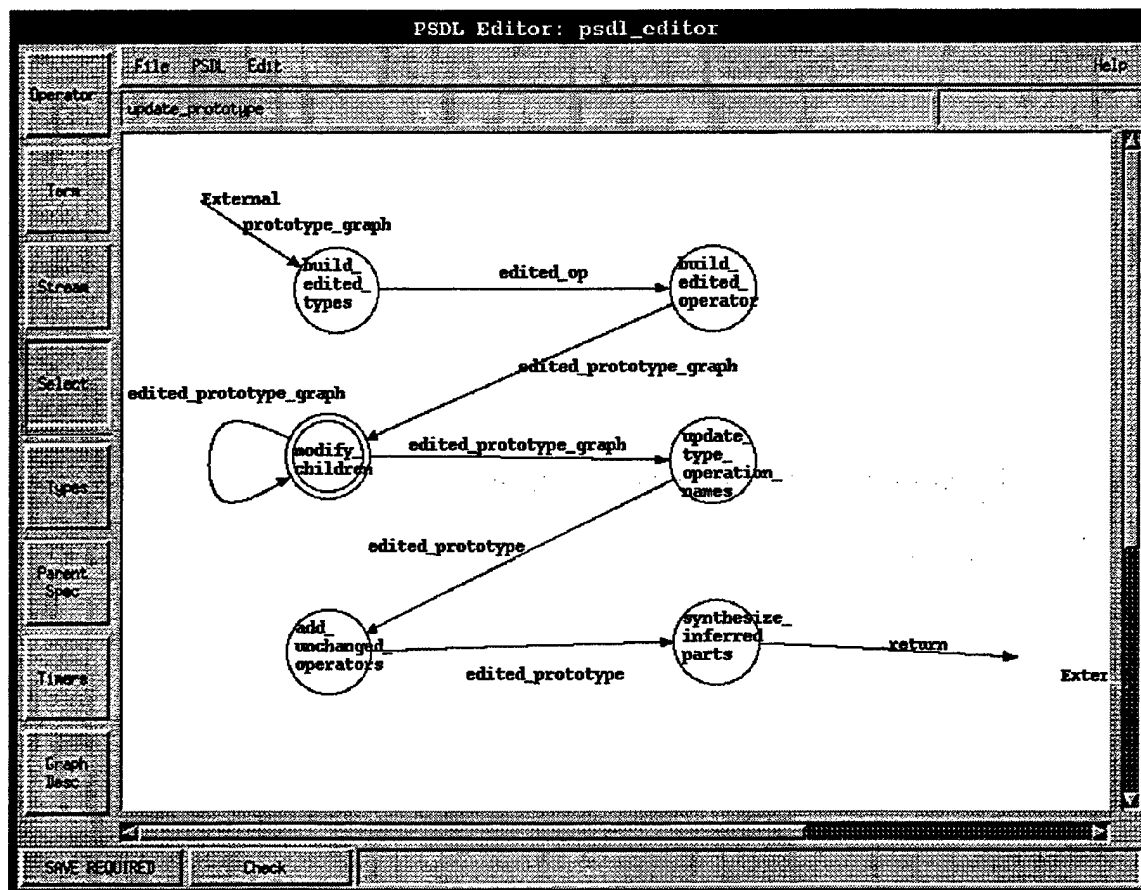 PSDL Editor: psdl_editor
File PSDL Edit Help
update_prototype
Operator
Term
Stream
Select
Types
Parent
Spec
Timers
Graph
Desc
External
prototype_graph
build_
edited_
types
edited_op
build_
edited_
operator
edited_prototype_graph
edited_prototype_graph
modify_
children
edited_prototype_graph
update_
type_
operation_
names
edited_prototype
add_
unchanged_
operators
edited_prototype
synthesize_
inferred_
parts
return
Exter
SAVE REQUIRED Check